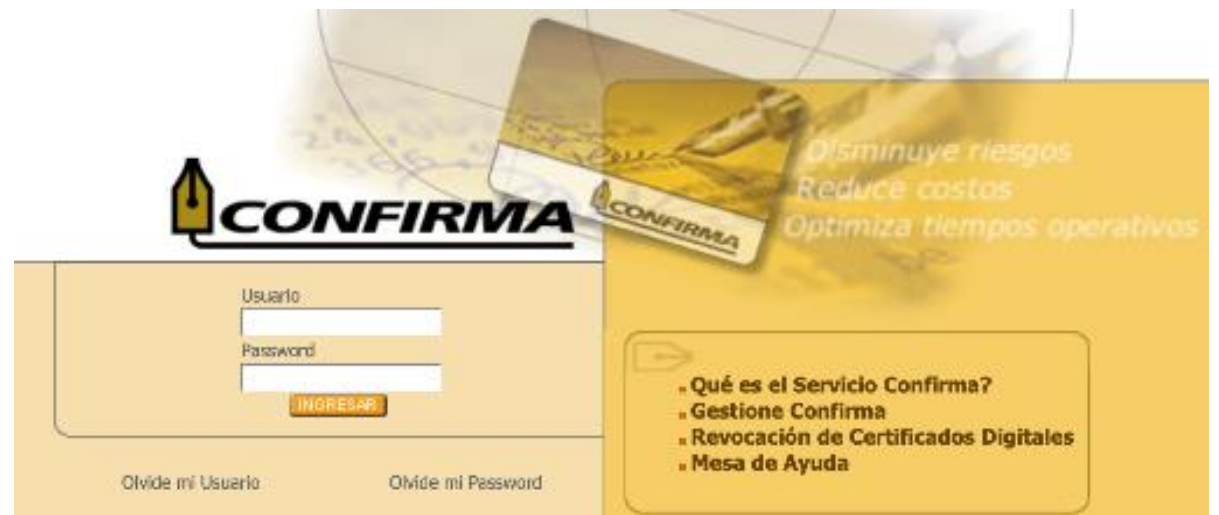 Disminuye riesgos
Reduce costos
Optimiza tiempos operativos
CONFIRMA
CONFIRMA
Usuario
Password
INGRESAR
Olvide mi Usuario
Olvide mi Password
Qué es el Servicio Confirma?
Gestione Confirma
Revocación de Certificados Digitales
Mesa de Ayuda